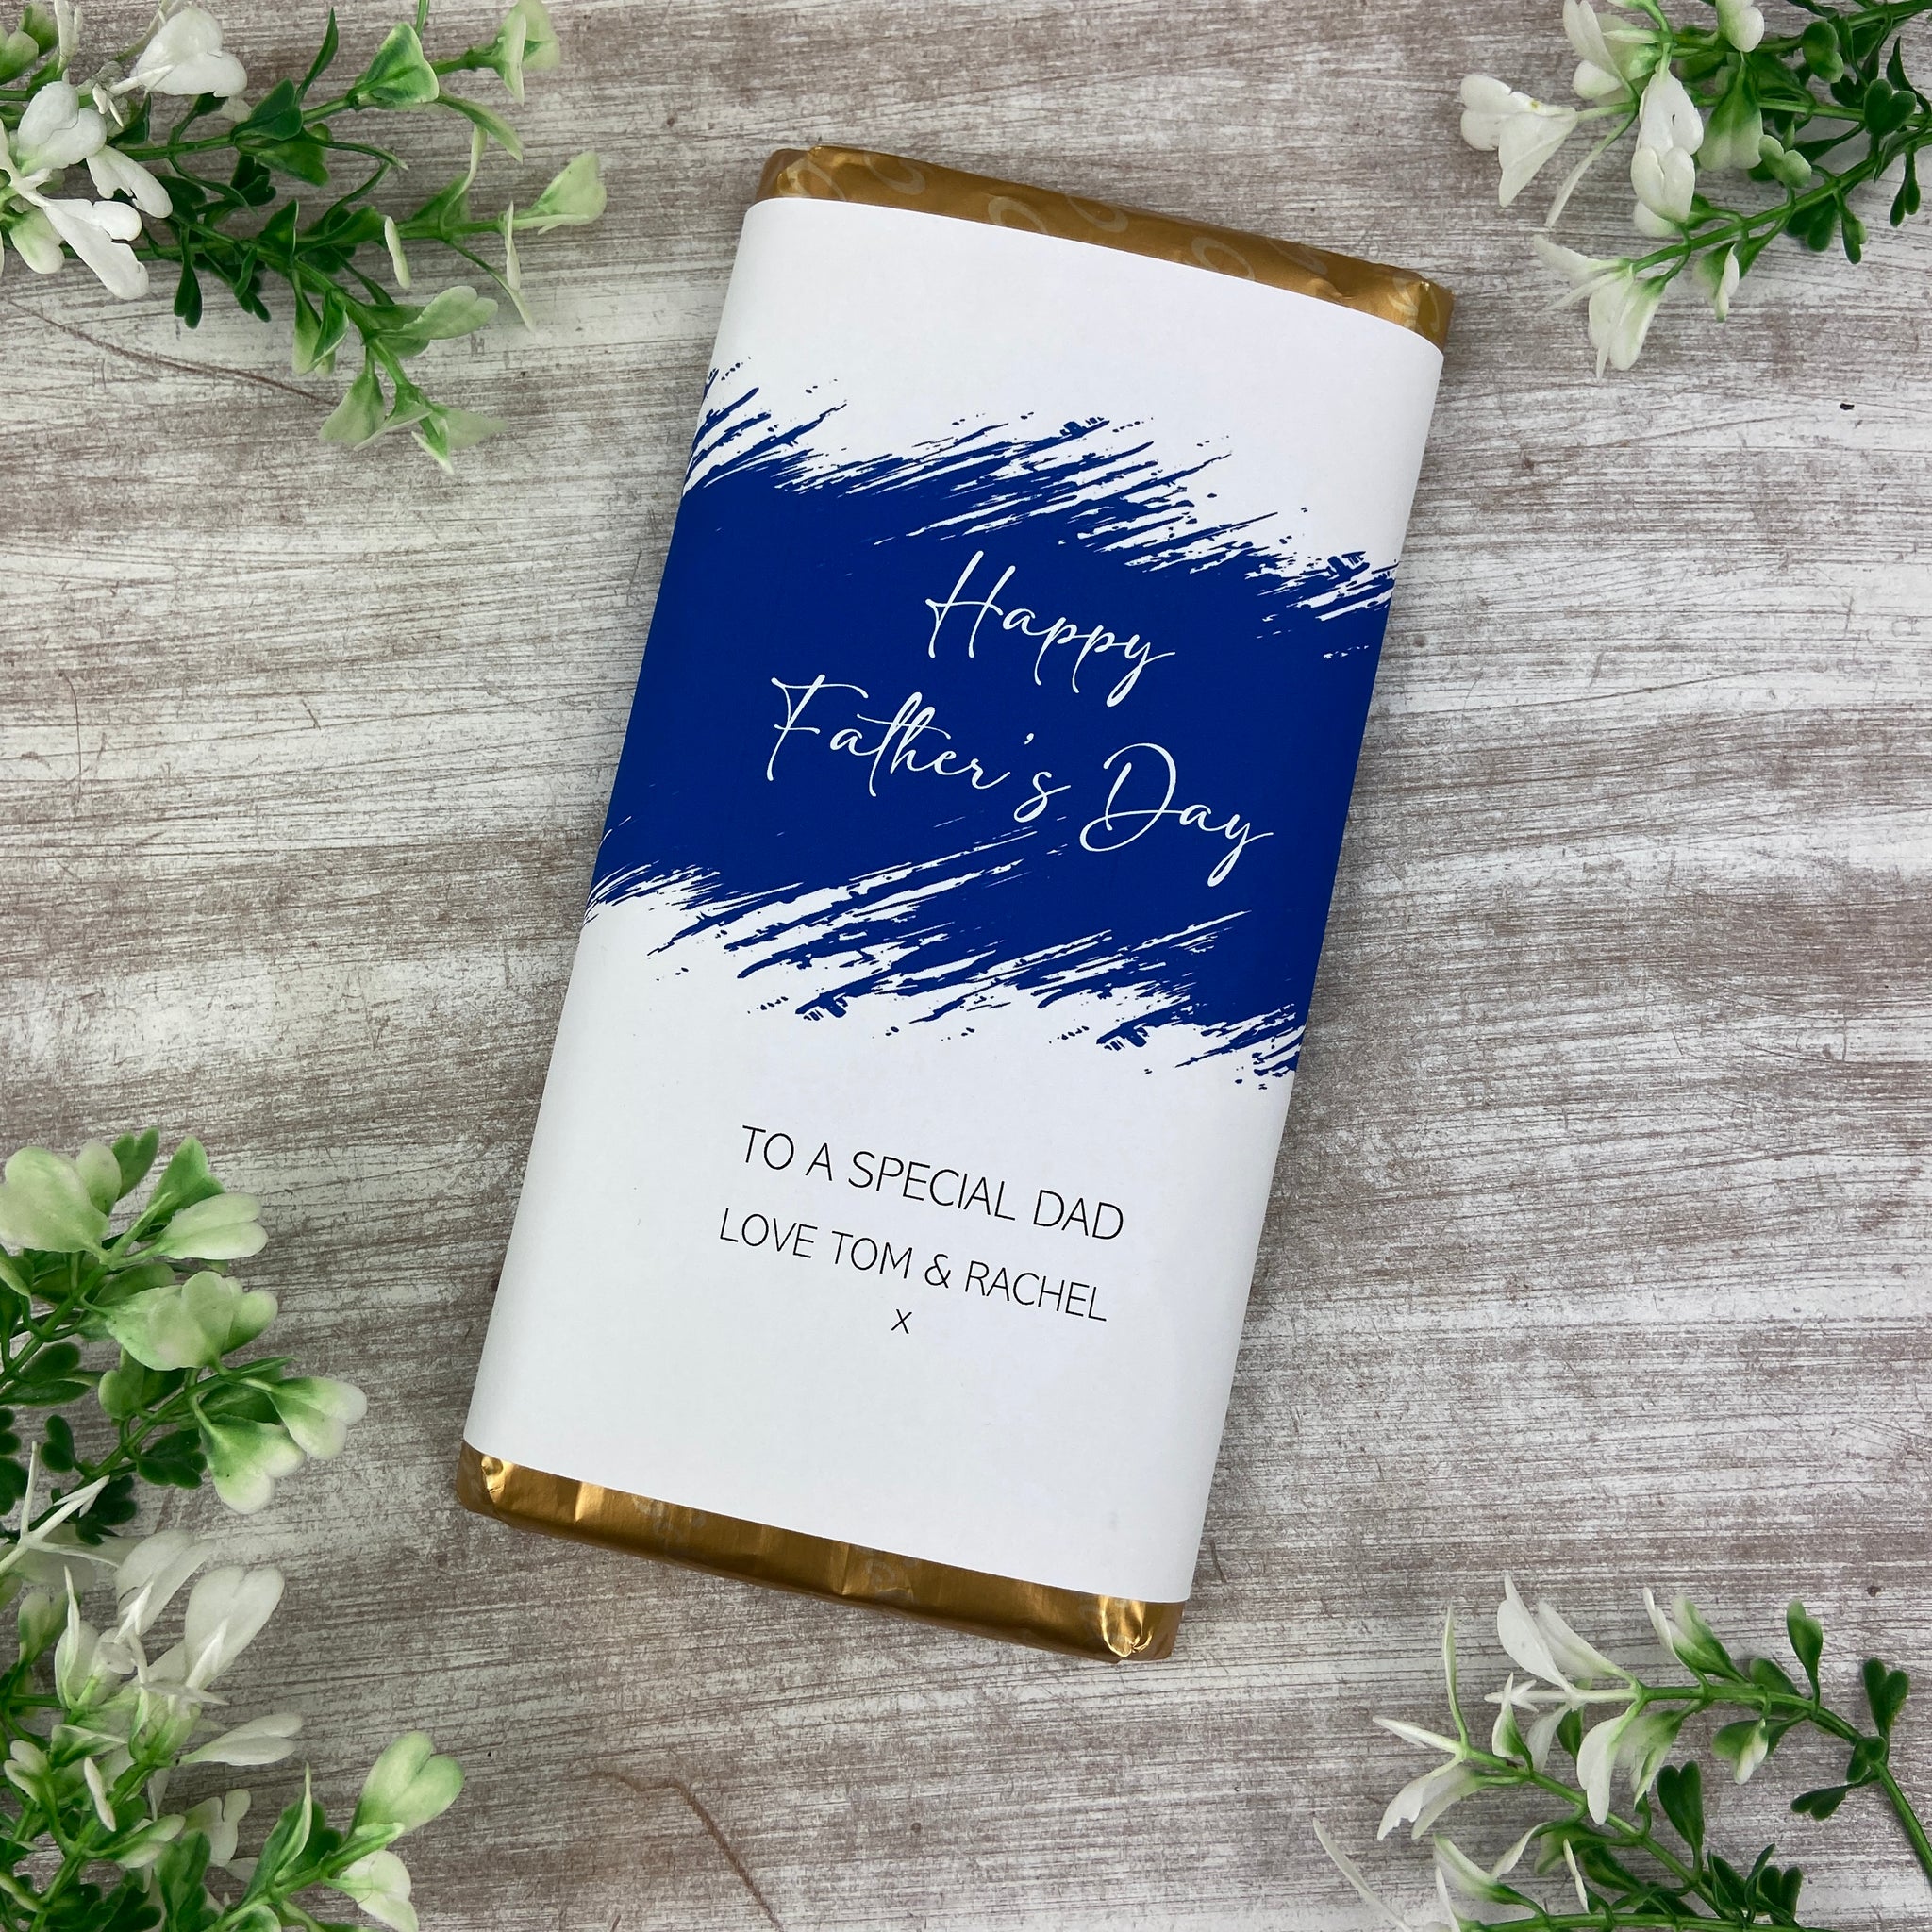 Happy
Father's Day
TO A SPECIAL DAD
LOVE TOM & RACHEL
X